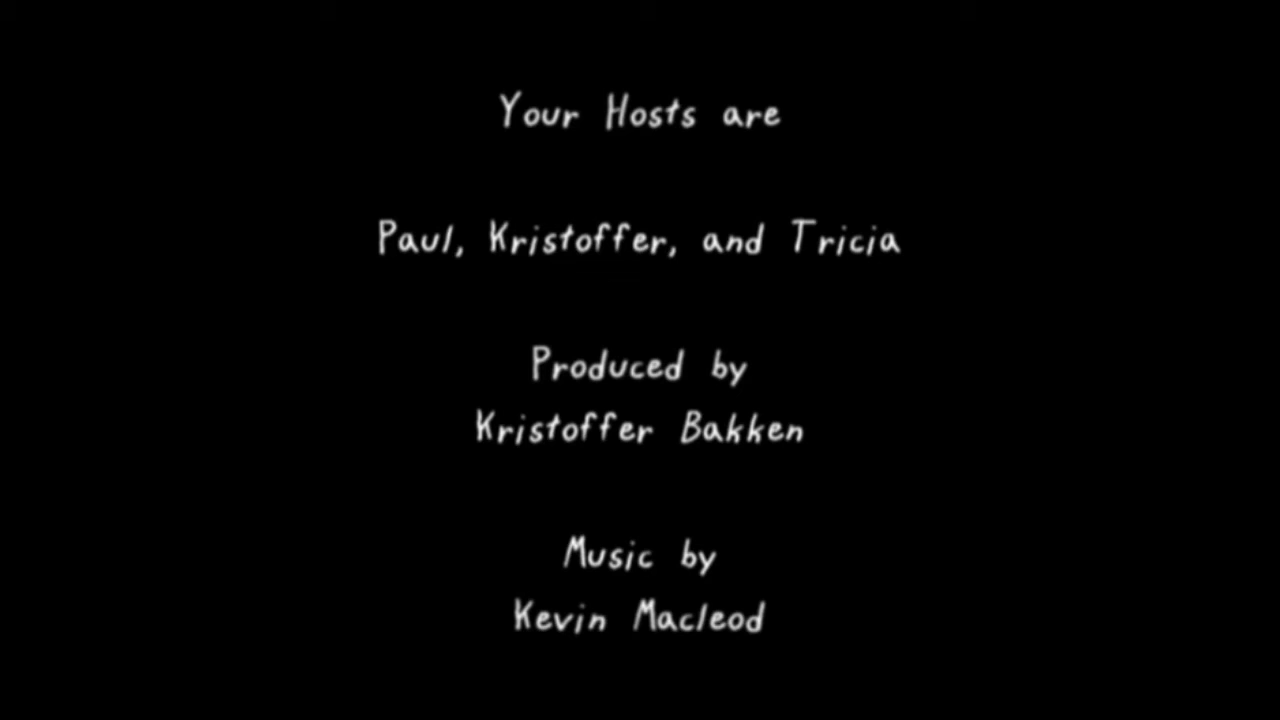 Your Hosts are
Paul, Kristoffer, and Tricia
Produced by
Kristoffer Bakken
Music by
Kevin Macleod